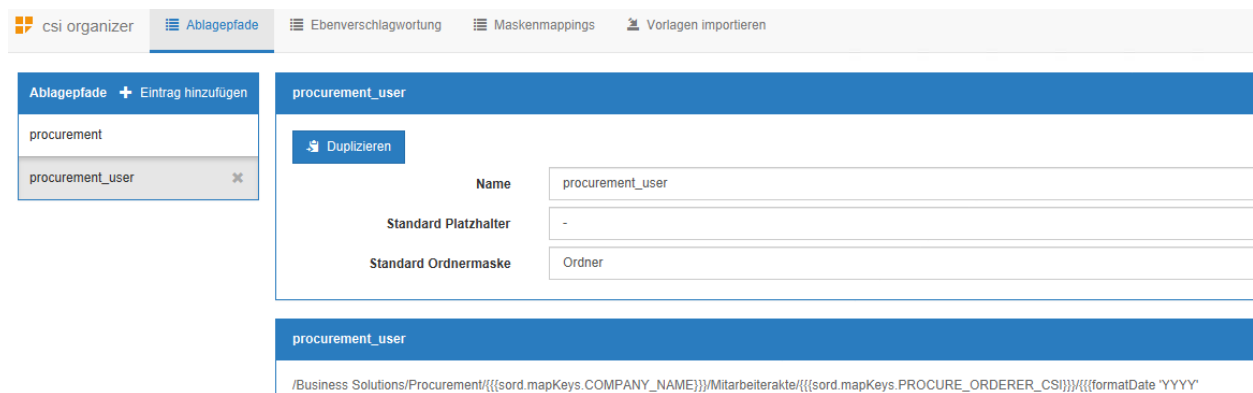 csi organizer Ablagepfade Ebenverschlagwortung Maskenmappings Vorlagen importieren
Ablagepfade + Eintrag hinzufügen
procurement
procurement_user
procurement_user
Duplizieren
Name procurement_user
Standard Platzhalter -
Standard Ordnermaske Ordner
procurement_user
/Business Solutions/Procurement/{{{sord.mapKeys.COMPANY_NAME}}}/Mitarbeiterakte/{{{sord.mapKeys.PROCURE_ORDERER_CSI}}}/{{{formatDate 'YYYY'